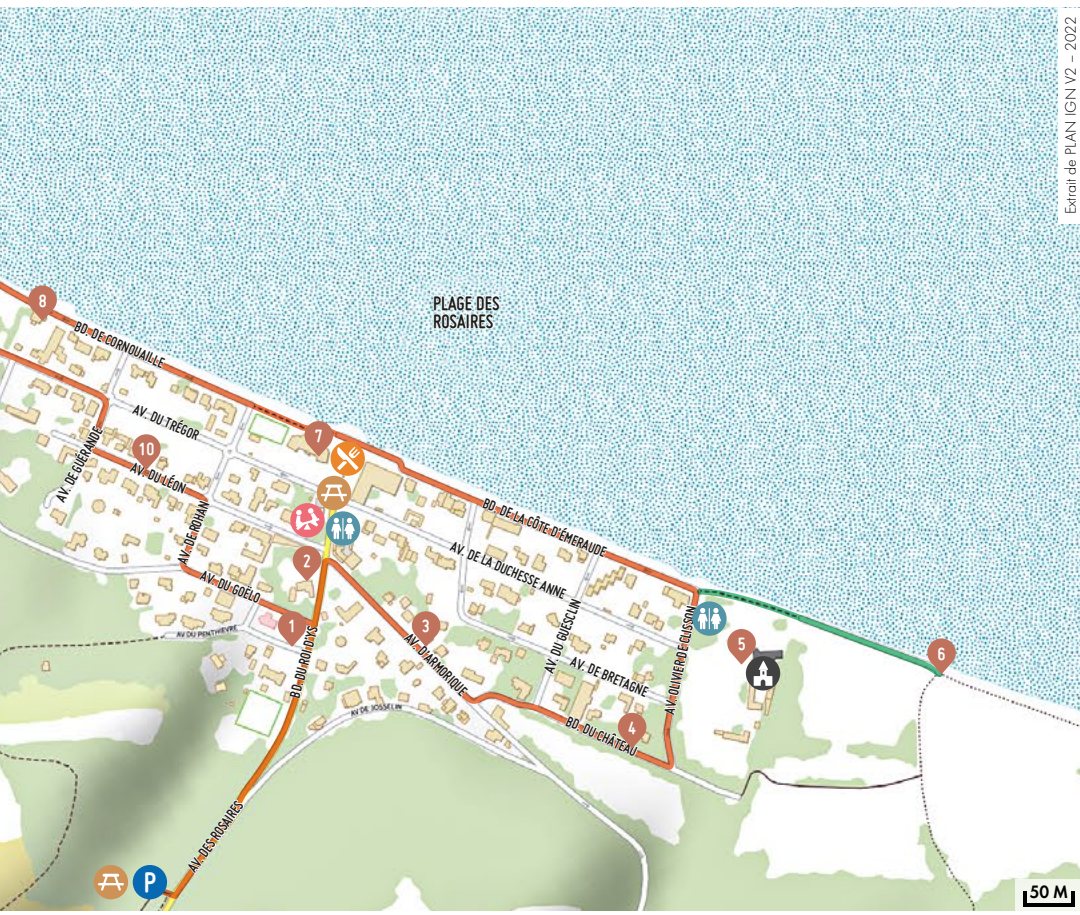 Extrait de PLAN IGN V2 – 2022
PLAGE DES
ROSAIRES
8
BD. DE CORNOUAILLE
AV. DU TRÉGOR
7
10
AV. DU LÉON
AV. DE GUÉRANDE
AV. DE ROHAN
BD. DE LA CÔTE D'ÉMERAUDE
AV. DE LA DUCHESSE ANNE
2
AV. DU GOËLO
1
AV DU PENTHIEVRE
BD. DU ROI D'YS
3
AV. D'ARMORIQUE
AV. DU GUESCLIN
AV. DE BRETAGNE
AV. OLIVIER DE CLISSON
5
6
AV DE JOSSELIN
4
BD. DU CHÂTEAU
AV. DES ROSAIRES
P
50 M